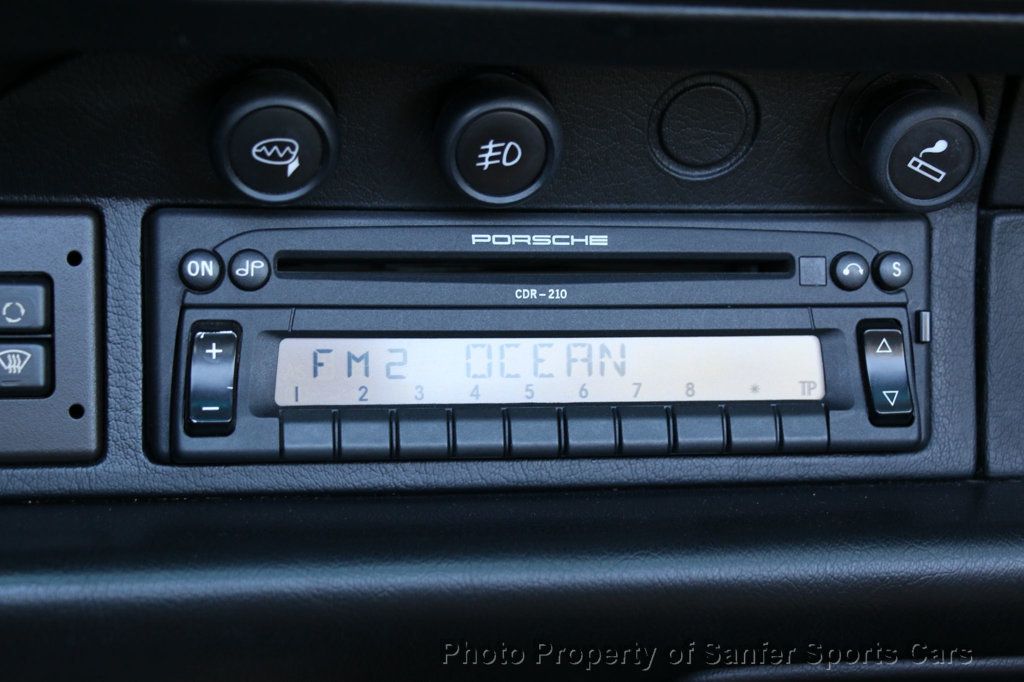 PORSCHE
ON dP S
CDR-210
+
FM2 OCEAN
1 2 3 4 5 6 7 8 * TP
-
Photo Property of Sanfer Sports Cars